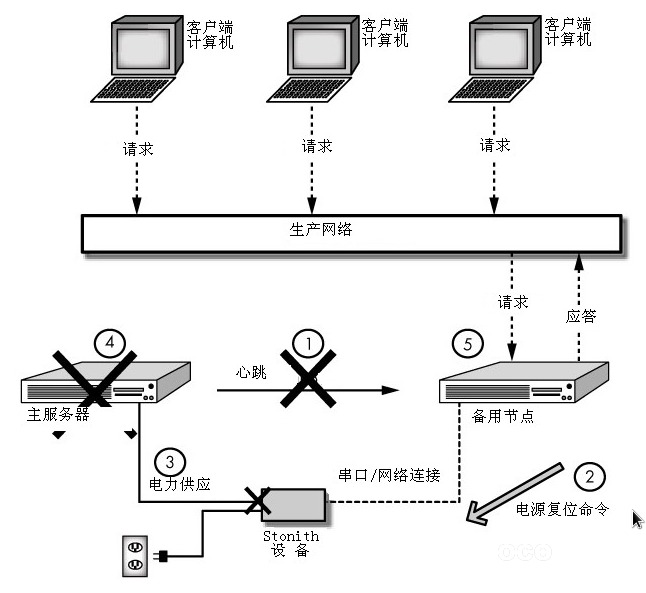 客户端
计算机
客户端
计算机
客户端
计算机
请求
请求
请求
生产网络
请求
应答
4
1
5
心跳
主服务器
备用节点
3
电力供应
串口/网络连接
2
电源复位命令
Stonith
设 备